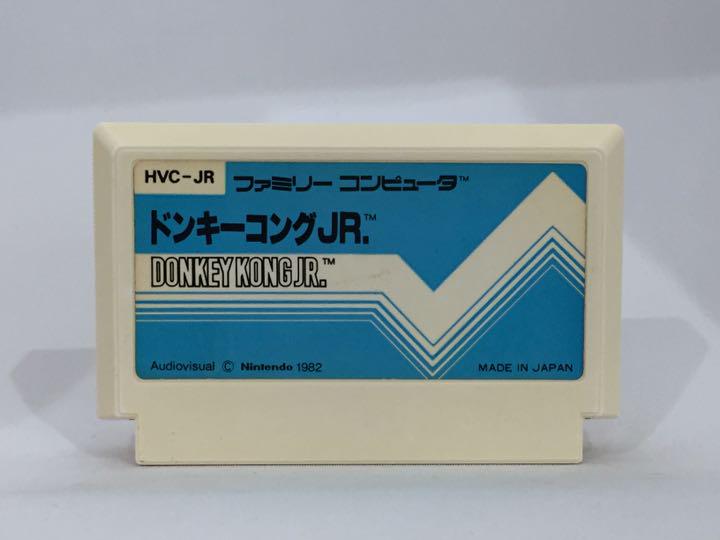 HVC-JR ファミリー コンピュータ™
ドンキーコングJR.™
DONKEY KONG JR.™
Audiovisual © Nintendo 1982 MADE IN JAPAN